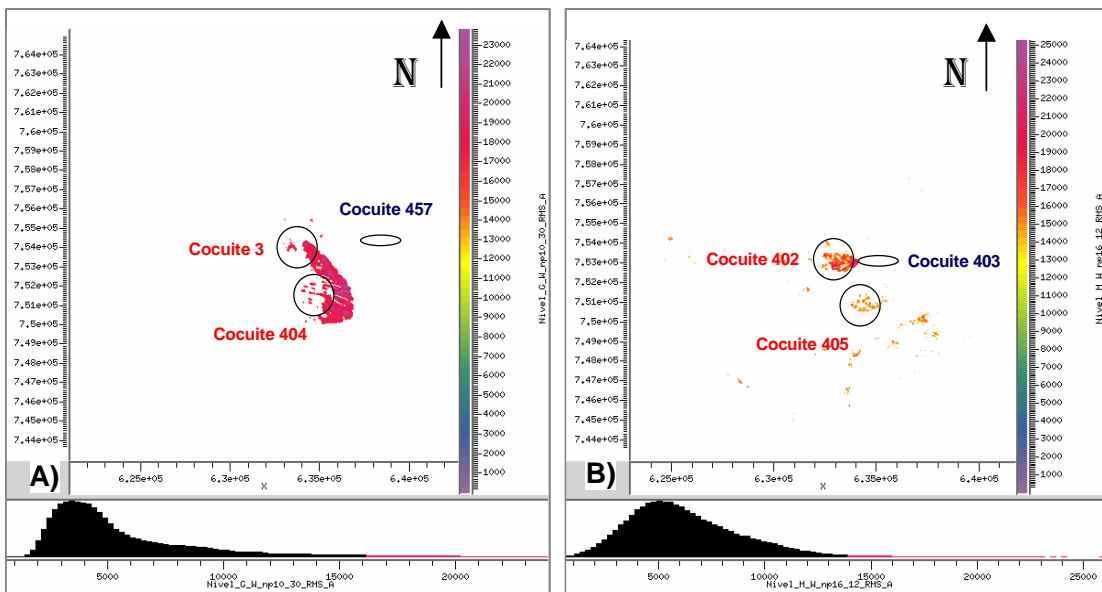 N
7.64e+05
7.63e+05
7.62e+05
7.61e+05
7.6e+05
7.59e+05
7.58e+05
7.57e+05
7.56e+05
7.55e+05
7.54e+05
7.53e+05
7.52e+05
7.51e+05
7.5e+05
7.49e+05
7.48e+05
7.47e+05
7.46e+05
7.45e+05
7.44e+05
Cocuite 457
Cocuite 3
Cocuite 404
23000
22000
21000
20000
19000
18000
17000
16000
15000
14000
13000
12000
11000
10000
9000
8000
7000
6000
5000
4000
3000
2000
1000
Nivel_G_W_np10_30_RMS_A
A)
6.25e+05 6.3e+05 6.35e+05 6.4e+05
X
5000 10000 15000 20000
Nivel_G_W_np10_30_RMS_A
N
7.64e+05
7.63e+05
7.62e+05
7.61e+05
7.6e+05
7.59e+05
7.58e+05
7.57e+05
7.56e+05
7.55e+05
7.54e+05
7.53e+05
7.52e+05
7.51e+05
7.5e+05
7.49e+05
7.48e+05
7.47e+05
7.46e+05
7.45e+05
7.44e+05
Cocuite 402
Cocuite 403
Cocuite 405
25000
24000
23000
22000
21000
20000
19000
18000
17000
16000
15000
14000
13000
12000
11000
10000
9000
8000
7000
6000
5000
4000
3000
2000
1000
Nivel_M_W_np16_12_RMS_A
B)
6.25e+05 6.3e+05 6.35e+05 6.4e+05
X
5000 10000 15000 20000 25000
Nivel_M_W_np16_12_RMS_A